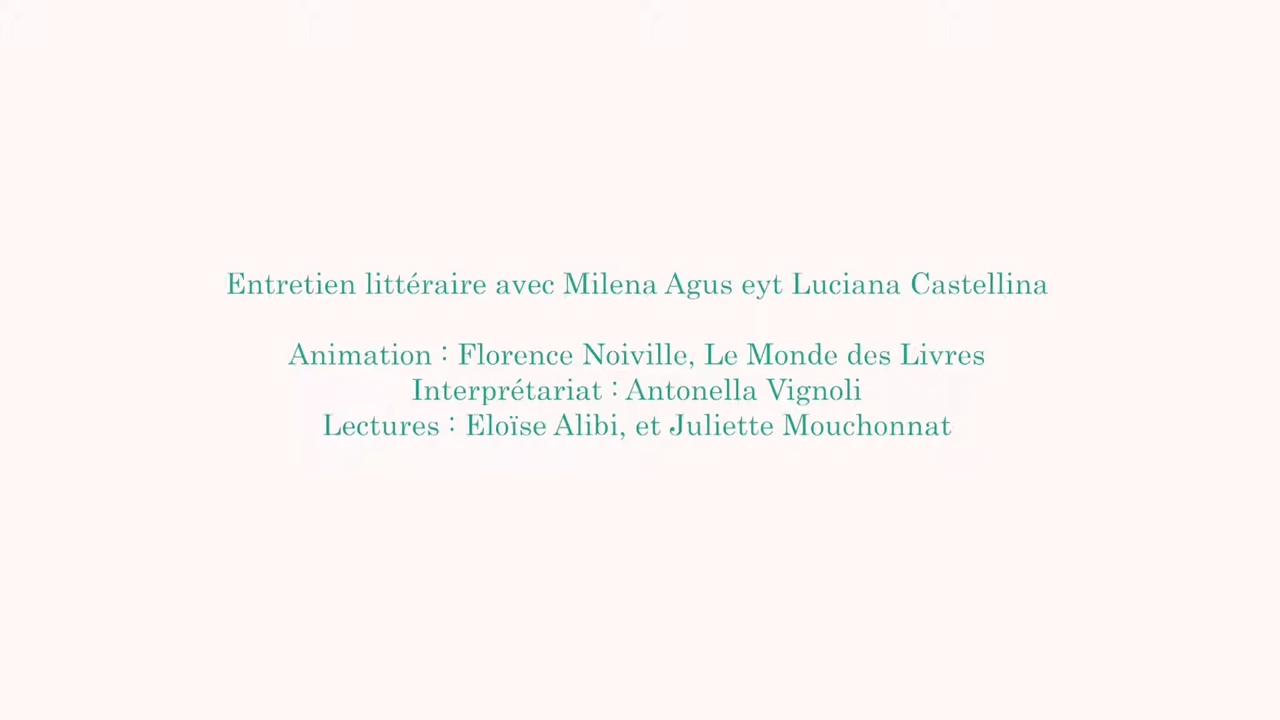 Entretien littéraire avec Milena Agus eyt Luciana Castellina
Animation : Florence Noiville, Le Monde des Livres
Interprétariat : Antonella Vignoli
Lectures : Eloïse Alibi, et Juliette Mouchonnat